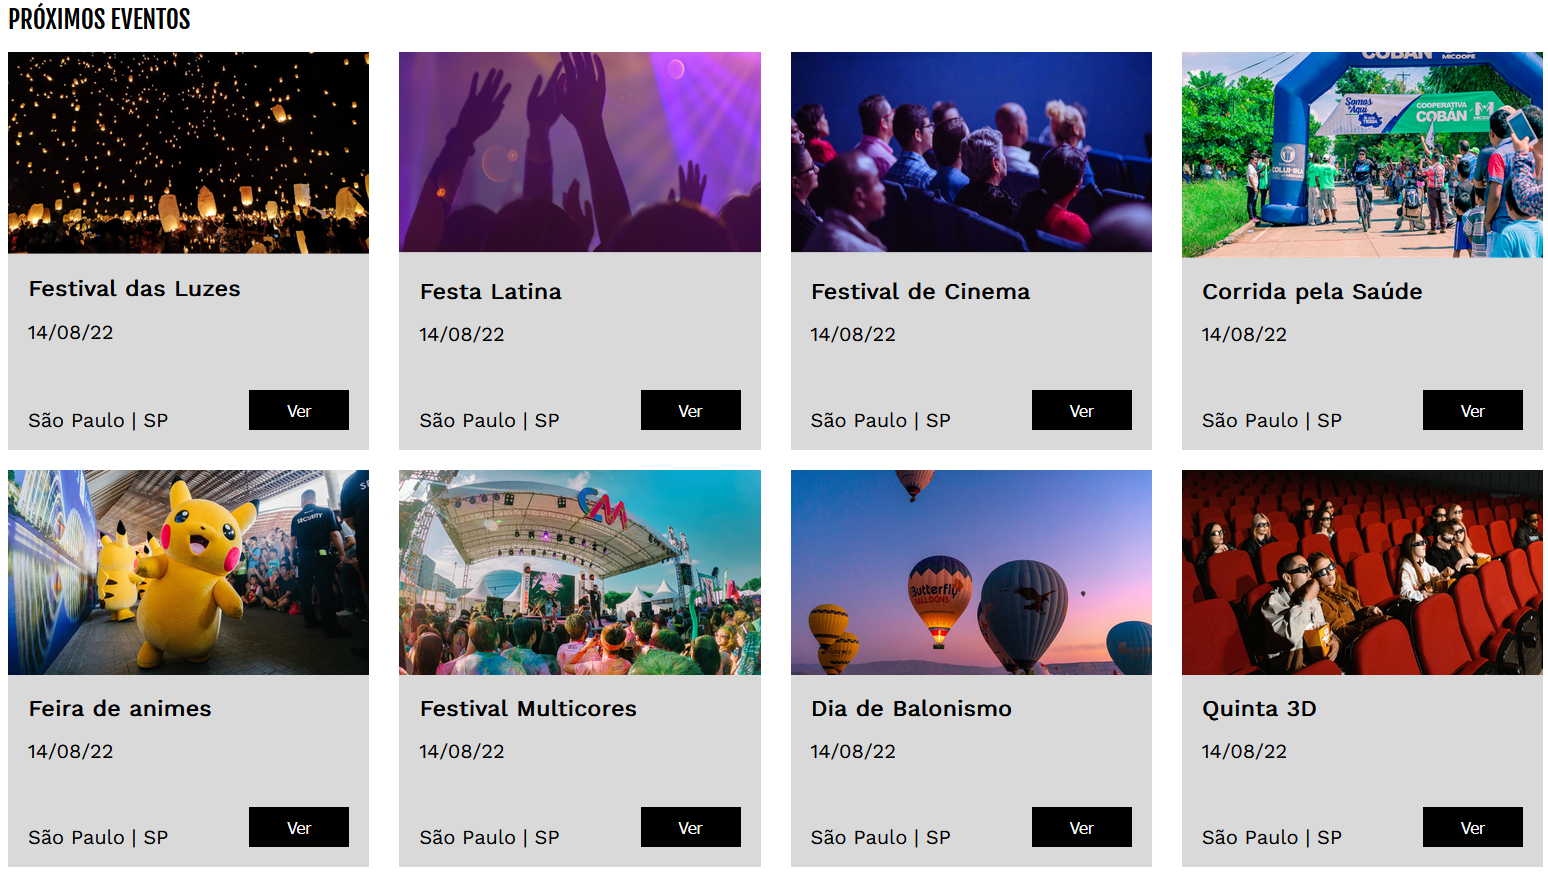 PRÓXIMOS EVENTOS
COBÁN MICOOPE
Somos
de Aquí
COOPERATIVA
COBÁN
Festival das Luzes
14/08/22
São Paulo | SP
Ver
Festa Latina
14/08/22
São Paulo | SP
Ver
Festival de Cinema
14/08/22
São Paulo | SP
Ver
Corrida pela Saúde
14/08/22
São Paulo | SP
Ver
SECURITY
CM
Butterfly
BALLOONS
Feira de animes
14/08/22
São Paulo | SP
Ver
Festival Multicores
14/08/22
São Paulo | SP
Ver
Dia de Balonismo
14/08/22
São Paulo | SP
Ver
Quinta 3D
14/08/22
São Paulo | SP
Ver